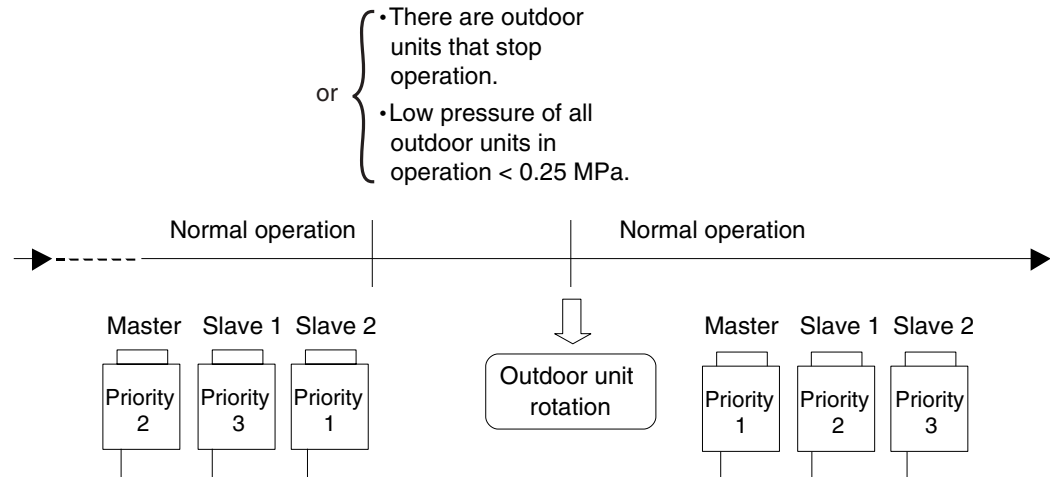 •There are outdoor
units that stop
operation.
or
•Low pressure of all
outdoor units in
operation < 0.25 MPa.
Normal operation
Normal operation
Master Slave 1 Slave 2
Priority 2
Priority 3
Priority 1
Outdoor unit
rotation
Master Slave 1 Slave 2
Priority 1
Priority 2
Priority 3